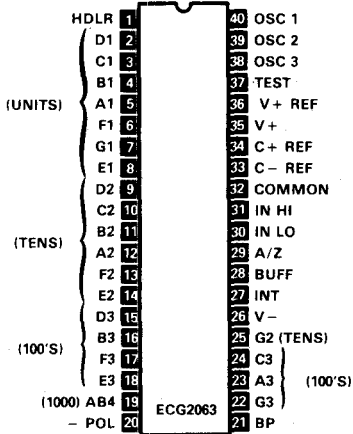 HDLR 1 40 OSC 1
D1 2 39 OSC 2
C1 3 38 OSC 3
B1 4 37 TEST
(UNITS) A1 5 36 V+ REF
F1 6 35 V+
G1 7 34 C+ REF
E1 8 33 C- REF
D2 9 32 COMMON
C2 10 31 IN HI
B2 11 30 IN LO
(TENS) A2 12 29 A/Z
F2 13 28 BUFF
E2 14 27 INT
D3 15 26 V-
(100'S) B3 16 25 G2 (TENS)
F3 17 24 C3
E3 18 23 A3 (100'S)
(1000) AB4 19 ECG2063 22 G3
- POL 20 21 BP